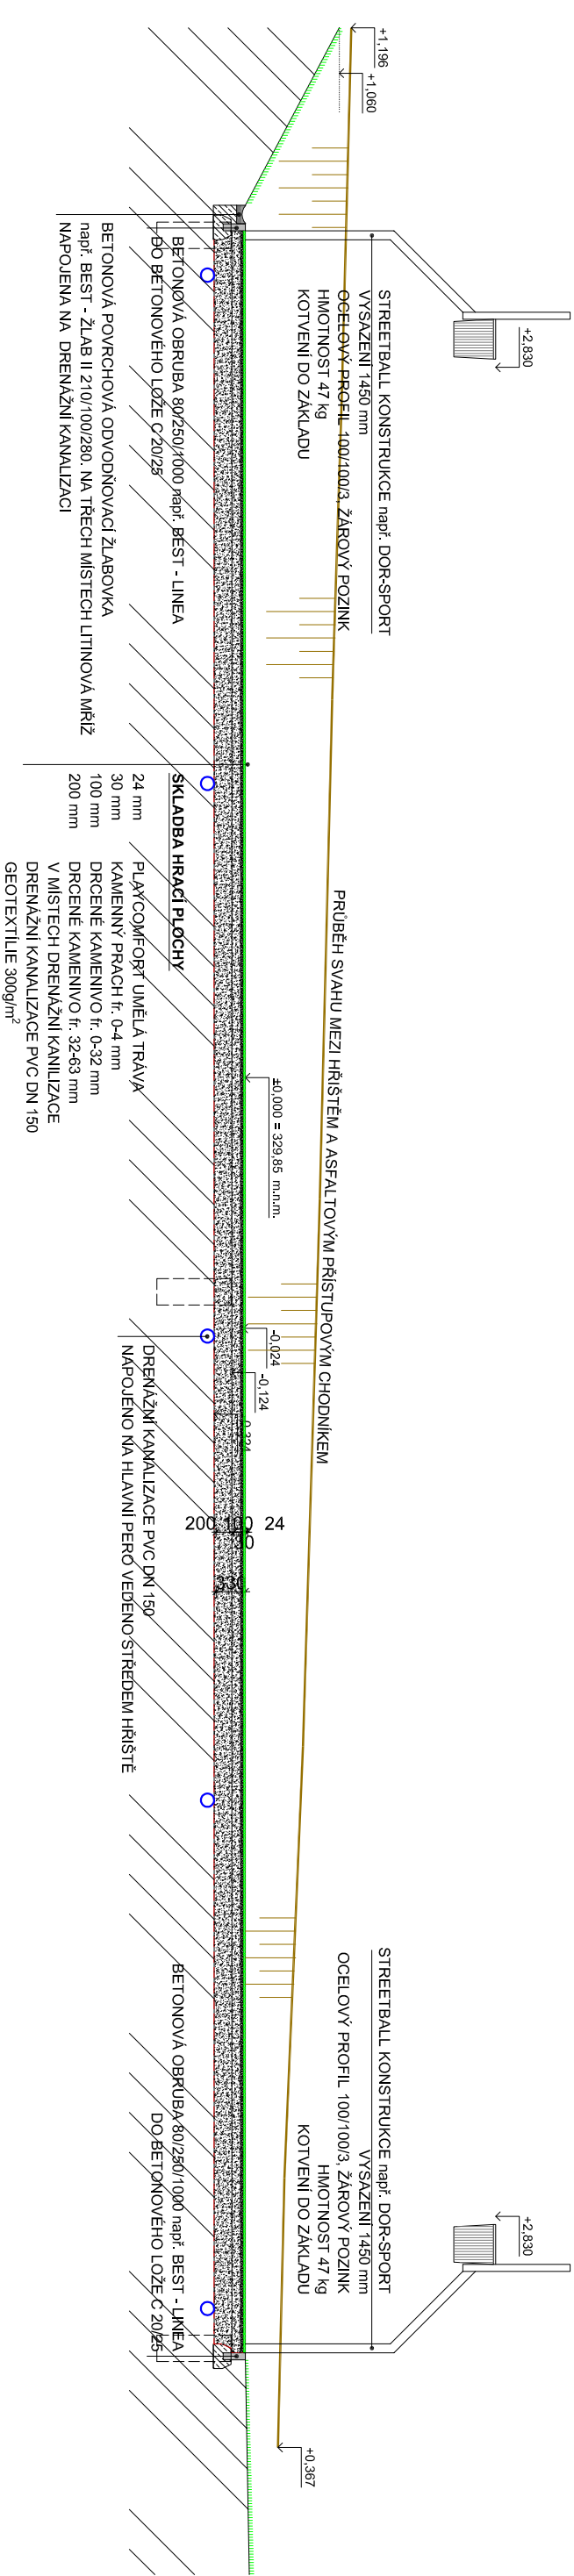 +1,196
+1,060
+2,830
STREETBALL KONSTRUKCE např. DOR-SPORT
VYSAZENÍ 1450 mm
OCELOVÝ PROFIL 100/100/3, ŽÁROVÝ POZINK
HMOTNOST 47 kg
KOTVENÍ DO ZÁKLADU
BETONOVÁ OBRUBA 80/250/1000 např. BEST - LINEA
DO BETONOVÉHO LOŽE C 20/25
BETONOVÁ POVRCHOVÁ ODVODŇOVACÍ ŽLABOVKA
např. BEST - ŽLAB II 210/100/280. NA TŘECH MÍSTECH LITINOVÁ MŘÍŽ
NAPOJENA NA DRENÁŽNÍ KANALIZACI
PRŮBĚH SVAHU MEZI HŘIŠTĚM A ASFALTOVÝM PŘÍSTUPOVÝM CHODNÍKEM
SKLADBA HRACÍ PLOCHY
24 mm PLAYCOMFORT UMĚLÁ TRÁVA
30 mm KAMENNÝ PRACH fr. 0-4 mm
100 mm DRCENÉ KAMENIVO fr. 0-32 mm
200 mm DRCENÉ KAMENIVO fr. 32-63 mm
V MÍSTECH DRENÁŽNÍ KANILIZACE
DRENÁŽNÍ KANALIZACE PVC DN 150
GEOTEXTÍLIE 300g/m²
±0,000 = 329,85 m.n.m.
-0,024
-0,124
-0,324
DRENÁŽNÍ KANALIZACE PVC DN 150
NAPOJENO NA HLAVNÍ PERO VEDENO STŘEDEM HŘIŠTĚ
200 100 24
30
330
+2,830
STREETBALL KONSTRUKCE např. DOR-SPORT
VYSAZENÍ 1450 mm
OCELOVÝ PROFIL 100/100/3, ŽÁROVÝ POZINK
HMOTNOST 47 kg
KOTVENÍ DO ZÁKLADU
BETONOVÁ OBRUBA 80/250/1000 např. BEST - LINEA
DO BETONOVÉHO LOŽE C 20/25
+0,367